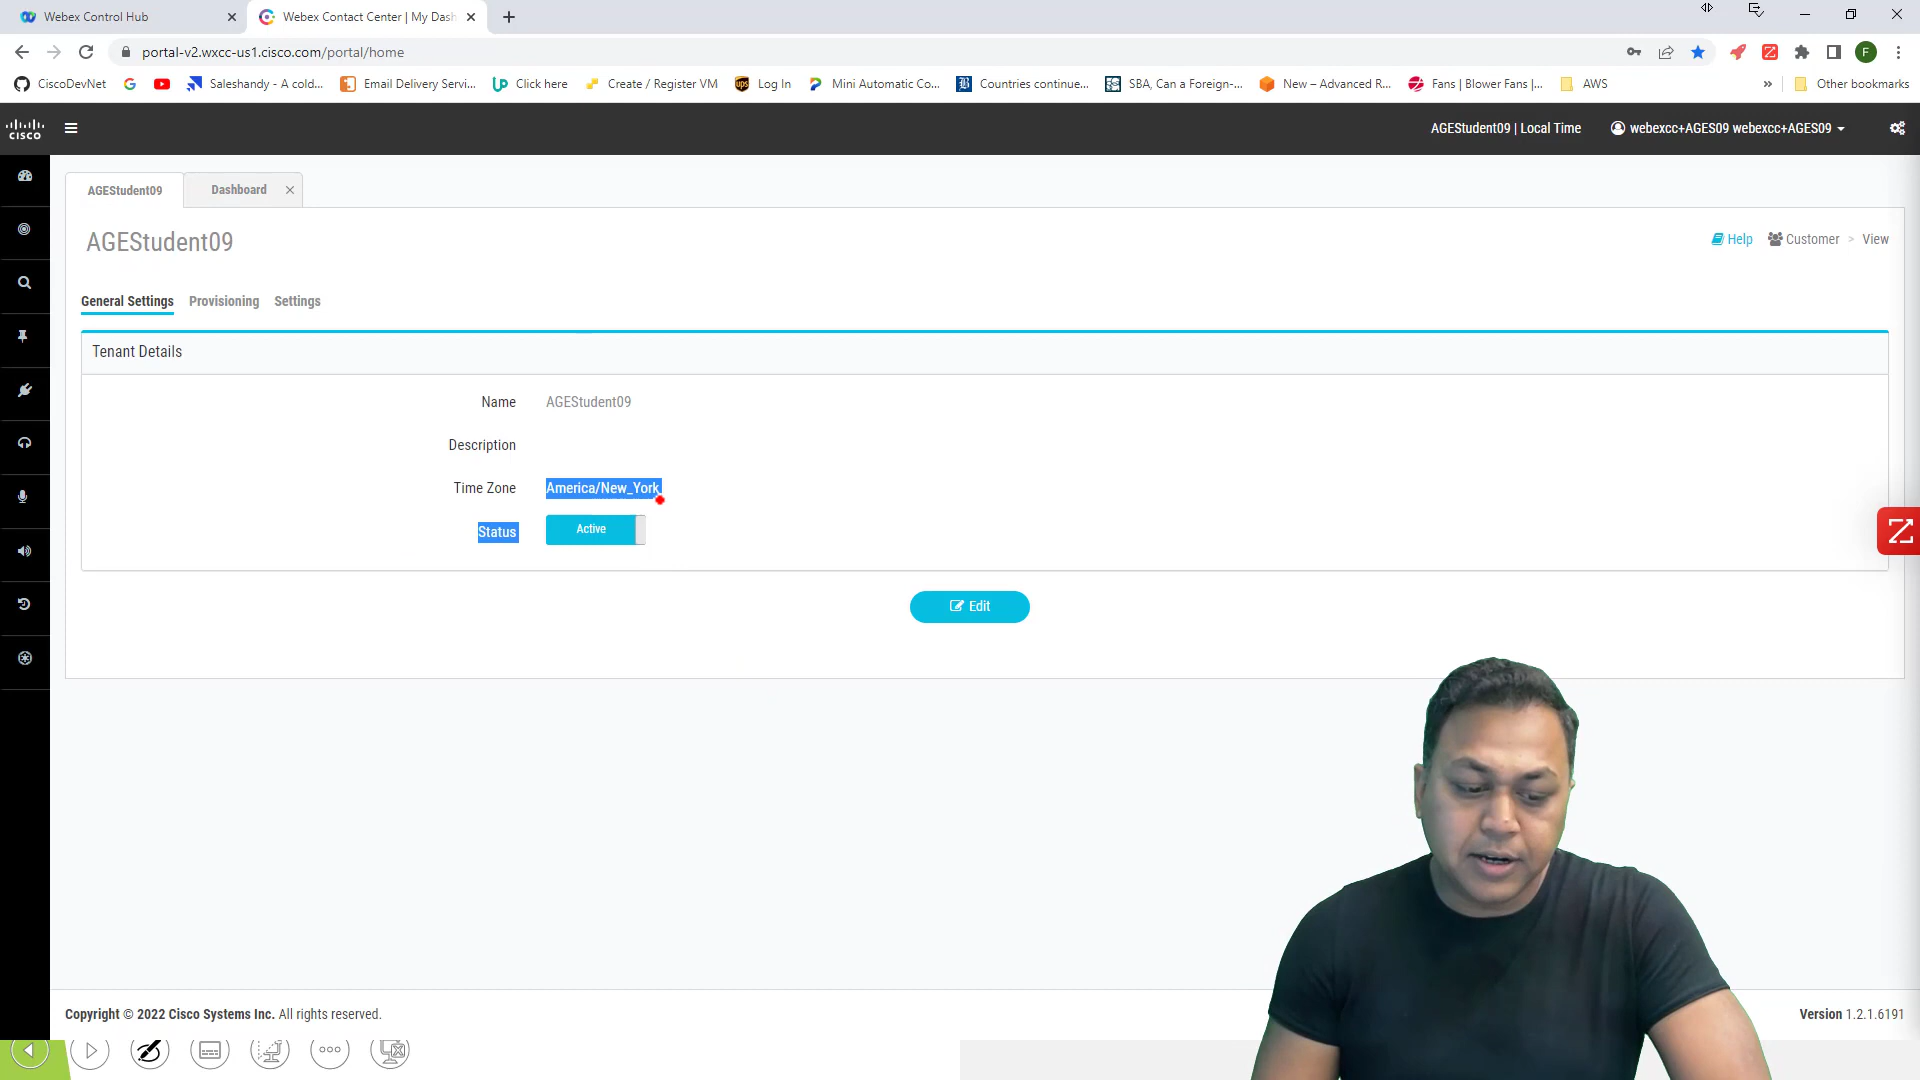 Webex Control Hub
Webex Contact Center | My Dash
portal-v2.wxcc-us1.cisco.com/portal/home
F
CiscoDevNet
Saleshandy - A cold...
Email Delivery Servi...
Click here
Create / Register VM
Log In
Mini Automatic Co...
Countries continue...
SBA, Can a Foreign-...
New – Advanced R...
Fans | Blower Fans |...
AWS
»
Other bookmarks
CISCO
AGEStudent09 | Local Time
webexcc+AGES09 webexcc+AGES09
AGEStudent09
Dashboard
AGEStudent09
Help
Customer > View
General Settings
Provisioning
Settings
Tenant Details
Name
AGEStudent09
Description
Time Zone
America/New_York
Status
Active
Edit
Copyright © 2022 Cisco Systems Inc. All rights reserved.
Version 1.2.1.6191